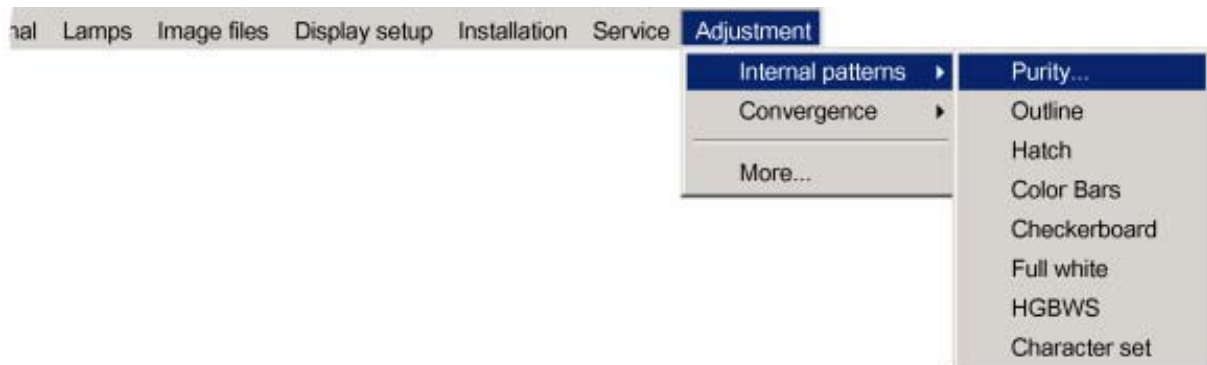 nal Lamps Image files Display setup Installation Service Adjustment
Internal patterns Purity...
Convergence Outline
Hatch
More...
Color Bars
Checkerboard
Full white
HGBWS
Character set